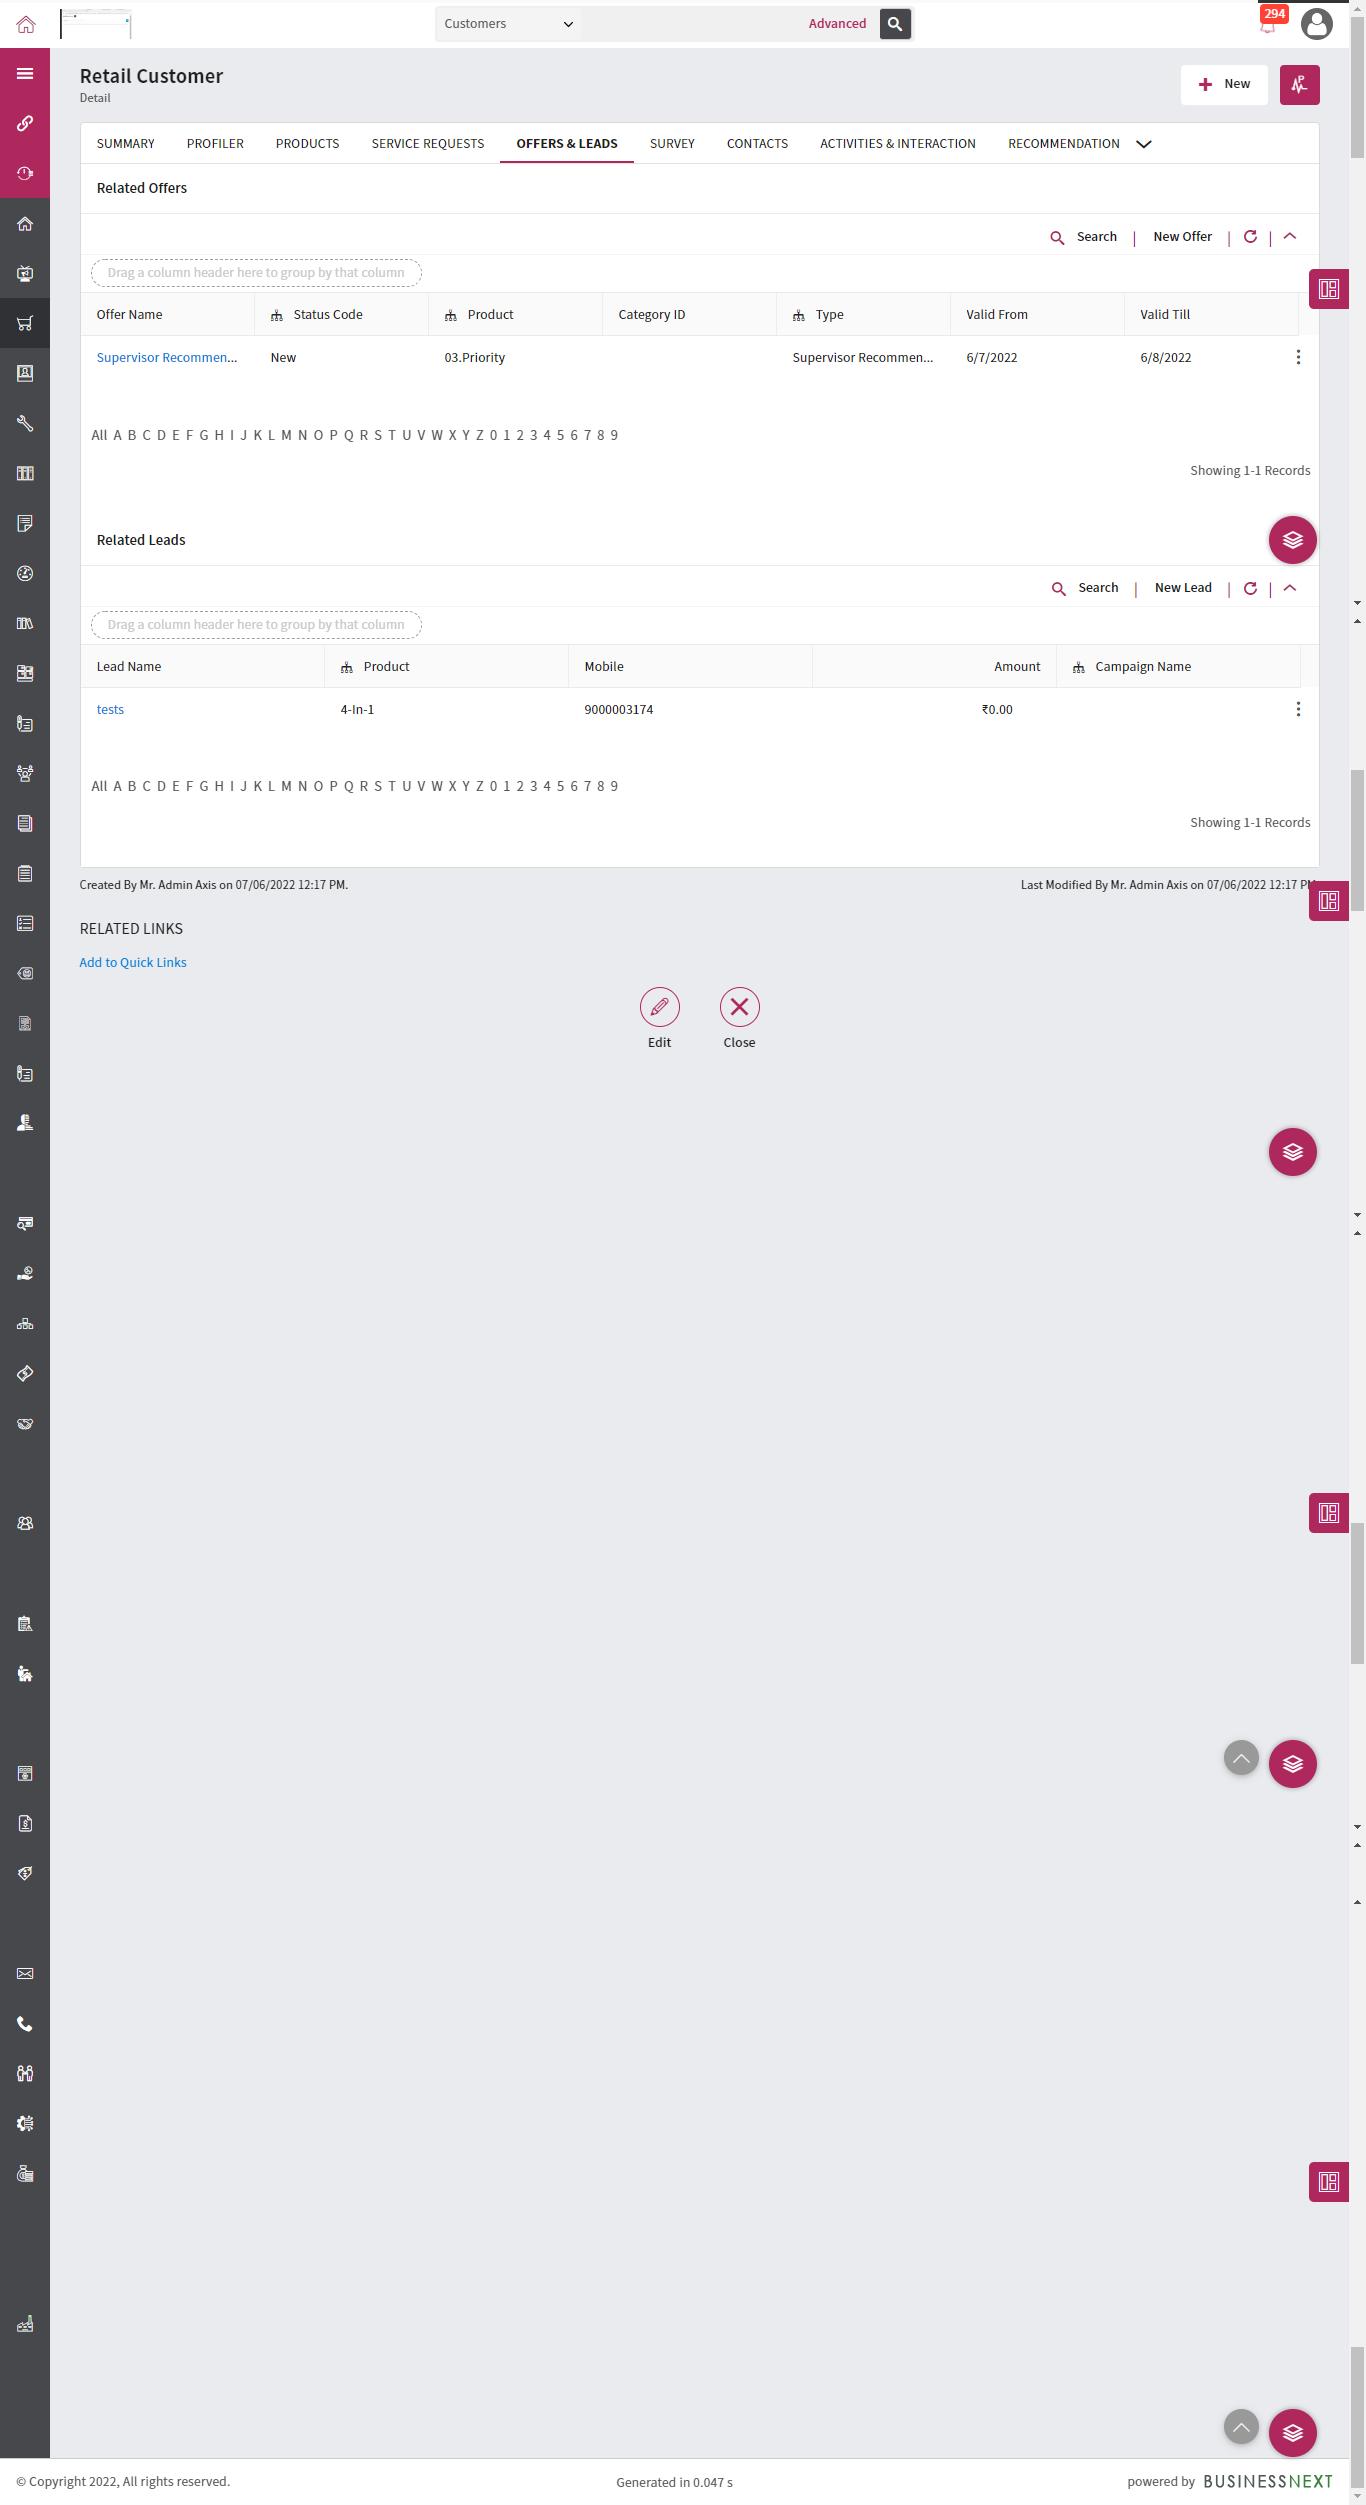 Customers
Advanced
294
Retail Customer
Detail
New
SUMMARY PROFILER PRODUCTS SERVICE REQUESTS OFFERS & LEADS SURVEY CONTACTS ACTIVITIES & INTERACTION RECOMMENDATION
Related Offers
Search | New Offer | |
Drag a column header here to group by that column
Offer Name Status Code Product Category ID Type Valid From Valid Till
Supervisor Recommen... New 03.Priority Supervisor Recommen... 6/7/2022 6/8/2022
All A B C D E F G H I J K L M N O P Q R S T U V W X Y Z 0 1 2 3 4 5 6 7 8 9
Showing 1-1 Records
Related Leads
Search | New Lead | |
Drag a column header here to group by that column
Lead Name Product Mobile Amount Campaign Name
tests 4-In-1 9000003174 ₹0.00
All A B C D E F G H I J K L M N O P Q R S T U V W X Y Z 0 1 2 3 4 5 6 7 8 9
Showing 1-1 Records
Created By Mr. Admin Axis on 07/06/2022 12:17 PM. Last Modified By Mr. Admin Axis on 07/06/2022 12:17 PM
RELATED LINKS
Add to Quick Links
Edit Close
© Copyright 2022, All rights reserved. Generated in 0.047 s powered by BUSINESSNEXT